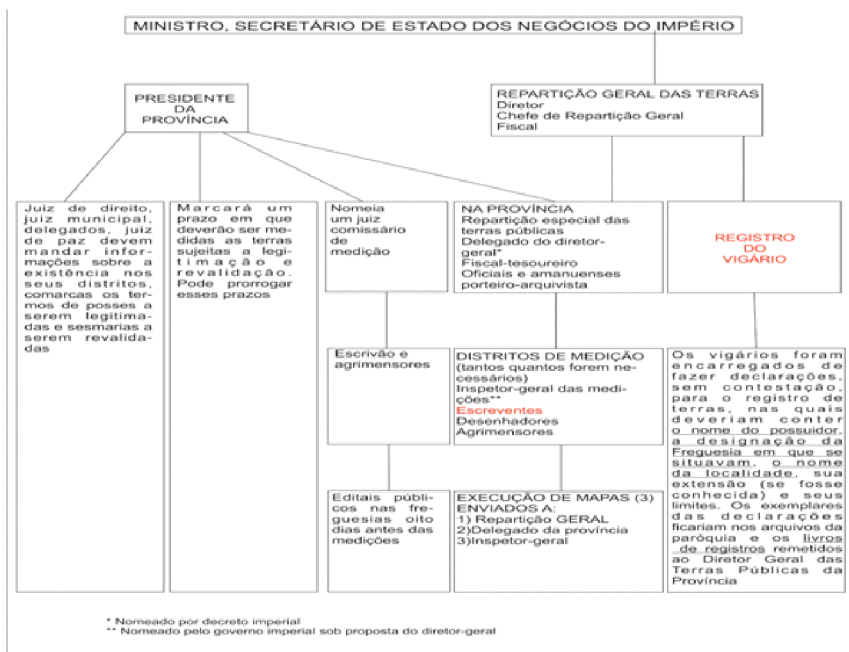 MINISTRO, SECRETÁRIO DE ESTADO DOS NEGÓCIOS DO IMPÉRIO
PRESIDENTE
DA
PROVÍNCIA
REPARTIÇÃO GERAL DAS TERRAS
Diretor
Chefe de Repartição Geral
Fiscal
Juiz de direito,
juiz municipal,
delegados, juiz
de paz devem
mandar infor-
mações sobre a
existência nos
seus distritos,
comarcas os ter-
mos de posses a
serem legitima-
das e sesmarias a
serem revalida-
das
Marcará um
prazo em que
deverão ser me-
didas as terras
sujeitas a legi-
timação e
revalidação.
Pode prorrogar
esses prazos
Nomeia
um juiz
comissário
de
medição
NA PROVÍNCIA
Repartição especial das
terras públicas
Delegado do diretor-
geral*
Fiscal-tesoureiro
Oficiais e amanuenses
porteiro-arquivista
REGISTRO
DO
VIGÁRIO
Escrivão e
agrimensores
DISTRITOS DE MEDIÇÃO
(tantos quantos forem ne-
cessários)
Inspetor-geral das medi-
ções**
Escreventes
Desenhadores
Agrimensores
Os vigários foram
encarregados de
fazer declarações,
sem contestação,
para o registro de
terras, nas quais
deveriam conter
o nome do possuidor,
a designação da
Freguesia em que se
situavam, o nome
da localidade, sua
extensão (se fosse
conhecida) e seus
limites. Os exemplares
das declarações
ficariam nos arquivos da
paróquia e os livros
de registros remetidos
ao Diretor Geral das
Terras Públicas da
Província
Editais públi-
cos nas fre-
guesias oito
dias antes das
medições
EXECUÇÃO DE MAPAS (3)
ENVIADOS A:
1) Repartição GERAL
2)Delegado da província
3)Inspetor-geral
* Nomeado por decreto imperial
** Nomeado pelo governo imperial sob proposta do diretor-geral